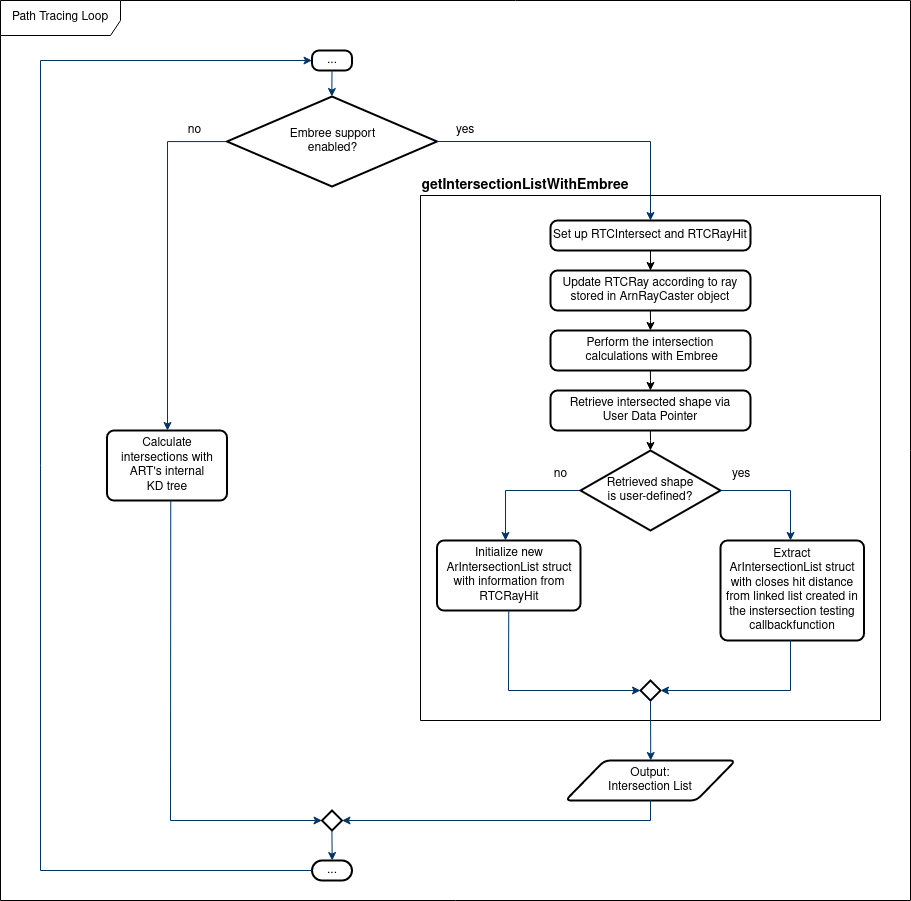 Path Tracing Loop
...
Embree support
enabled?
no
yes
getIntersectionListWithEmbree
Set up RTCIntersect and RTCRayHit
Update RTCRay according to ray
stored in ArnRayCaster object
Perform the intersection
calculations with Embree
Retrieve intersected shape via
User Data Pointer
Retrieved shape
is user-defined?
no
yes
Calculate
intersections with
ART's internal
KD tree
Initialize new
ArIntersectionList struct
with information from
RTCRayHit
Extract
ArIntersectionList struct
with closes hit distance
from linked list created in
the instersection testing
callbackfunction
Output:
Intersection List
...